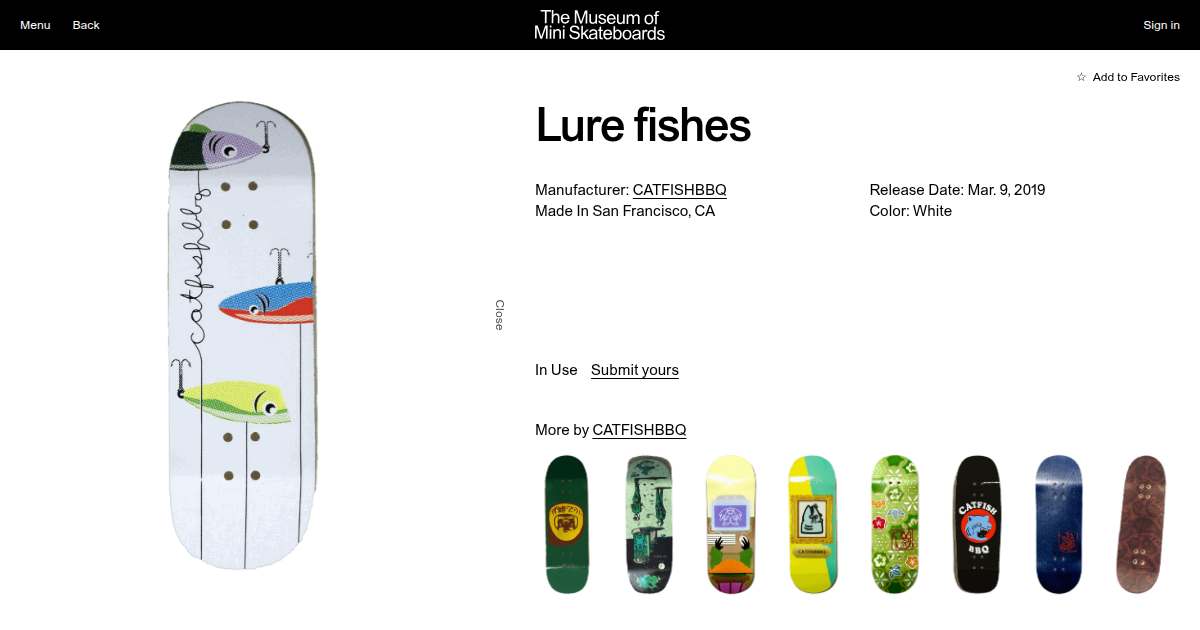 Menu
Back
The Museum of
Mini Skateboards
Sign in
☆ Add to Favorites
Lure fishes
Manufacturer: CATFISHBBQ
Made In San Francisco, CA
Release Date: Mar. 9, 2019
Color: White
catfishbbq
Close
In Use Submit yours
More by CATFISHBBQ
CATFISHBBQ
CATFISH
BBQ